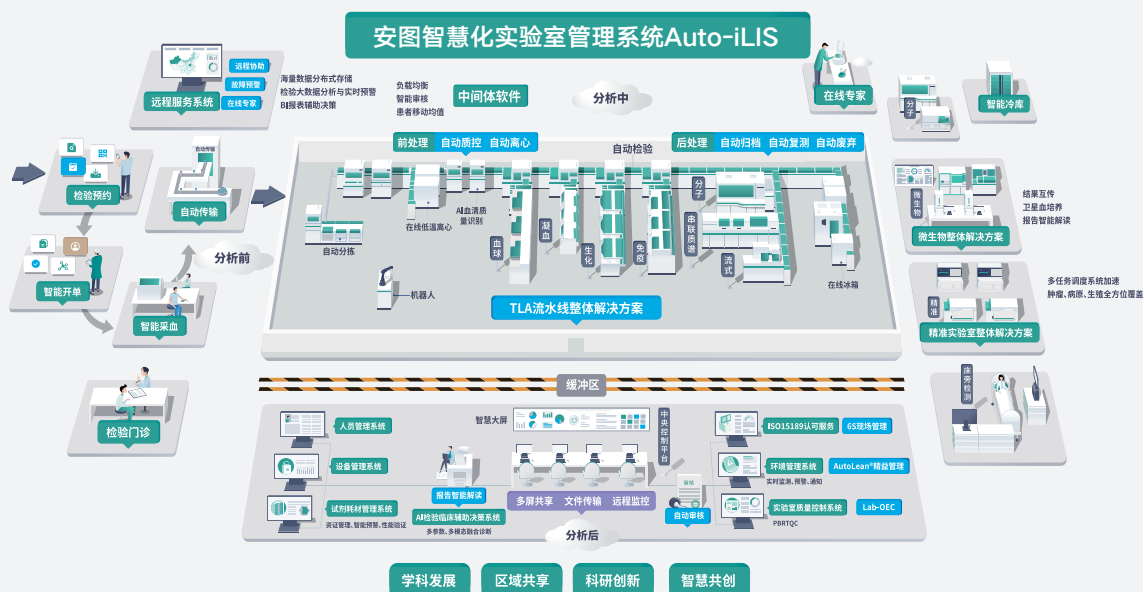 安图智慧化实验室管理系统Auto-iLIS
远程协助
故障预警
在线专家
远程服务系统
海量数据分布式存储
检验大数据分析与实时预警
BI报表辅助决策
负载均衡
智能审核
患者移动均值
中间体软件
分析中
在线专家
分子
智能冷库
检验预约
自动传输
自动传输
智能开单
分析前
智能采血
检验门诊
前处理
自动质控
自动离心
自动检验
后处理
自动归档
自动复测
自动废弃
自动分拣
在线低温离心
AI血清质
量识别
血球
凝血
生化
免疫
分子
串联质谱
流式
在线冰箱
机器人
TLA流水线整体解决方案
微生物
微生物整体解决方案
结果互传
卫星血培养
报告智能解读
精准
精准实验室整体解决方案
多任务调度系统加速
肿瘤、病原、生殖全方位覆盖
床旁检测
缓冲区
人员管理系统
设备管理系统
试剂耗材管理系统
资证管理、智能预警、性能验证
报告智能解读
AI检验临床辅助决策系统
多参数、多模态融合诊断
智慧大屏
中央控制平台
多屏共享
文件传输
远程监控
审核
自动审核
ISO15189认可服务
6S现场管理
环境管理系统
AutoLean®精益管理
实时监测、预警、通知
实验室质量控制系统
Lab-OEC
PBRTQC
分析后
学科发展
区域共享
科研创新
智慧共创